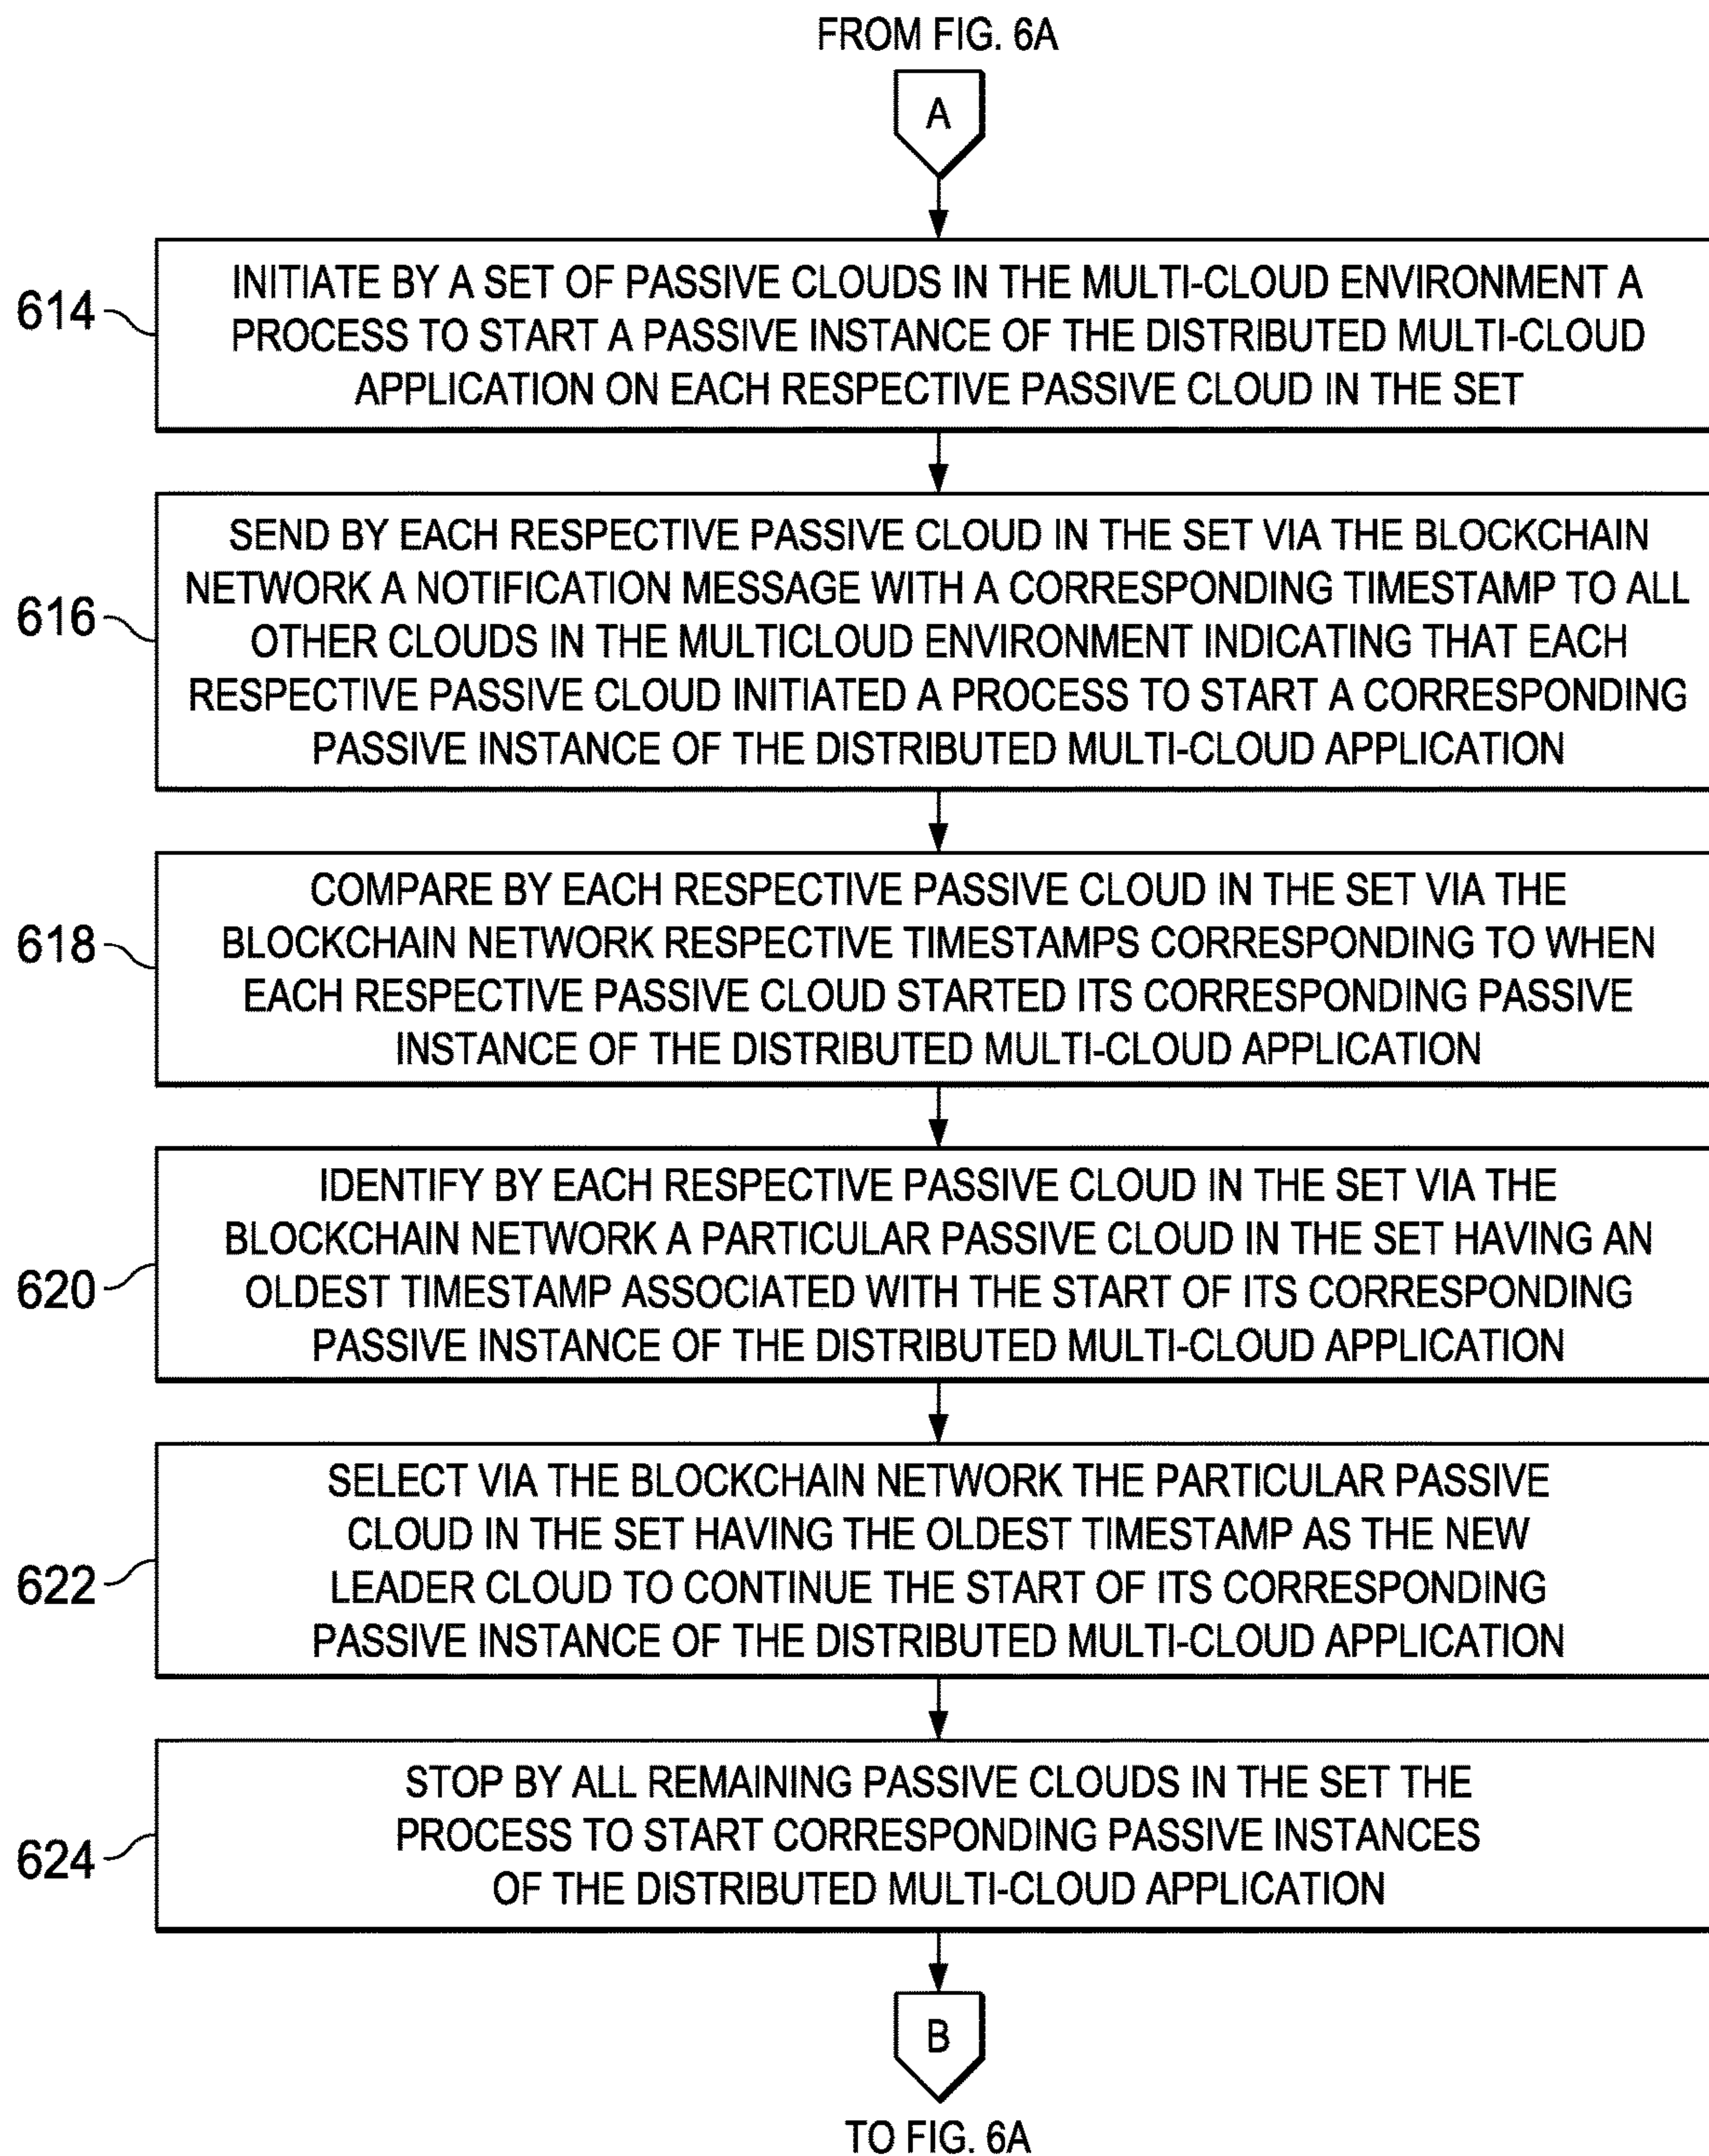 FROM FIG. 6A
A
614
INITIATE BY A SET OF PASSIVE CLOUDS IN THE MULTI-CLOUD ENVIRONMENT A
PROCESS TO START A PASSIVE INSTANCE OF THE DISTRIBUTED MULTI-CLOUD
APPLICATION ON EACH RESPECTIVE PASSIVE CLOUD IN THE SET
616
SEND BY EACH RESPECTIVE PASSIVE CLOUD IN THE SET VIA THE BLOCKCHAIN
NETWORK A NOTIFICATION MESSAGE WITH A CORRESPONDING TIMESTAMP TO ALL
OTHER CLOUDS IN THE MULTICLOUD ENVIRONMENT INDICATING THAT EACH
RESPECTIVE PASSIVE CLOUD INITIATED A PROCESS TO START A CORRESPONDING
PASSIVE INSTANCE OF THE DISTRIBUTED MULTI-CLOUD APPLICATION
618
COMPARE BY EACH RESPECTIVE PASSIVE CLOUD IN THE SET VIA THE
BLOCKCHAIN NETWORK RESPECTIVE TIMESTAMPS CORRESPONDING TO WHEN
EACH RESPECTIVE PASSIVE CLOUD STARTED ITS CORRESPONDING PASSIVE
INSTANCE OF THE DISTRIBUTED MULTI-CLOUD APPLICATION
620
IDENTIFY BY EACH RESPECTIVE PASSIVE CLOUD IN THE SET VIA THE
BLOCKCHAIN NETWORK A PARTICULAR PASSIVE CLOUD IN THE SET HAVING AN
OLDEST TIMESTAMP ASSOCIATED WITH THE START OF ITS CORRESPONDING
PASSIVE INSTANCE OF THE DISTRIBUTED MULTI-CLOUD APPLICATION
622
SELECT VIA THE BLOCKCHAIN NETWORK THE PARTICULAR PASSIVE
CLOUD IN THE SET HAVING THE OLDEST TIMESTAMP AS THE NEW
LEADER CLOUD TO CONTINUE THE START OF ITS CORRESPONDING
PASSIVE INSTANCE OF THE DISTRIBUTED MULTI-CLOUD APPLICATION
624
STOP BY ALL REMAINING PASSIVE CLOUDS IN THE SET THE
PROCESS TO START CORRESPONDING PASSIVE INSTANCES
OF THE DISTRIBUTED MULTI-CLOUD APPLICATION
B
TO FIG. 6A